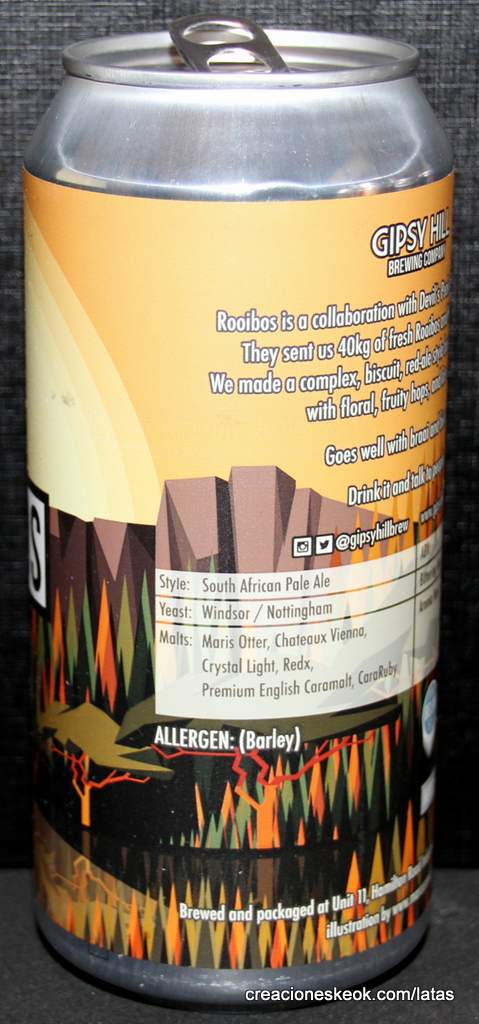 GIPSY HILL
BREWING COMPANY
Rooibos is a collaboration with Devil's
They sent us 40kg of fresh Rooibos
We made a complex, biscuit, red-ale
with floral, fruity hops,
Goes well with braai and
Drink it and talk to
@gipsyhillbrew
S
Style: South African Pale Ale
Yeast: Windsor / Nottingham
Malts: Maris Otter, Chateaux Vienna,
Crystal Light, Redx,
Premium English Caramalt, CaraRuby
ALLERGEN: (Barley)
Brewed and packaged at Unit 11, Hamilton
illustration by
creacioneskeok.com/latas